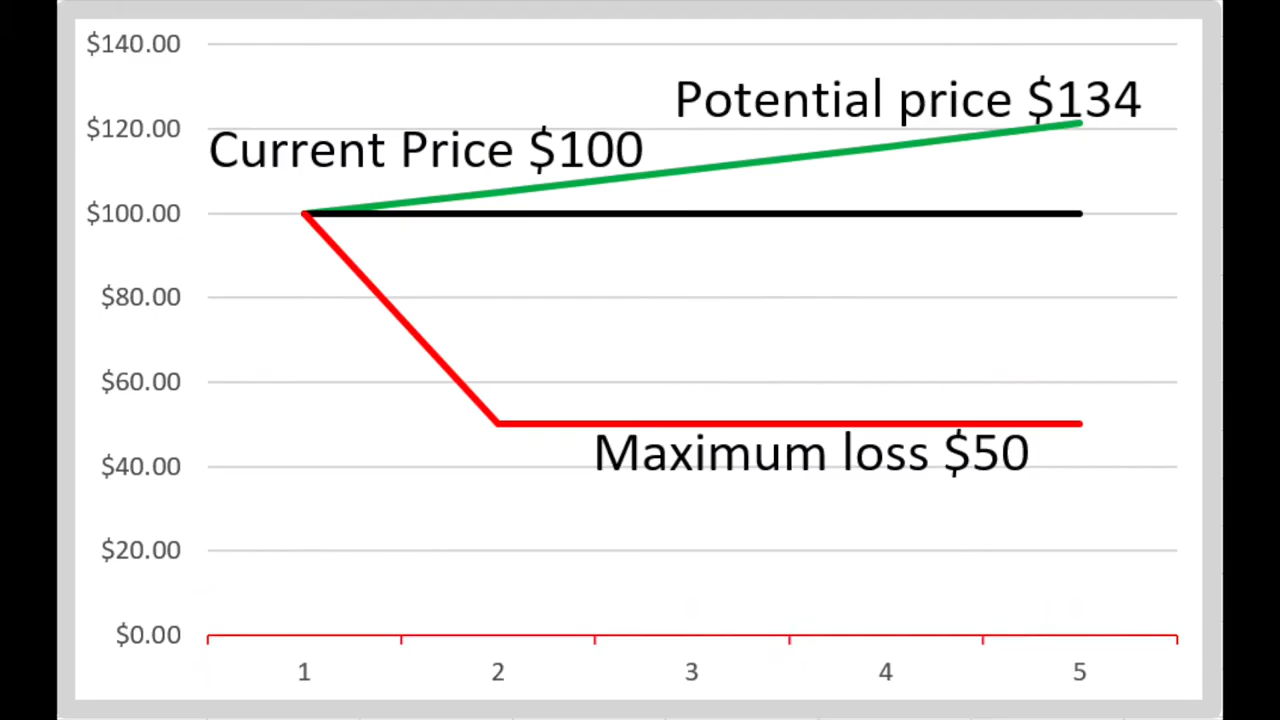 $140.00
Potential price $134
$120.00
Current Price $100
$100.00
$80.00
$60.00
Maximum loss $50
$40.00
$20.00
$0.00
1 2 3 4 5